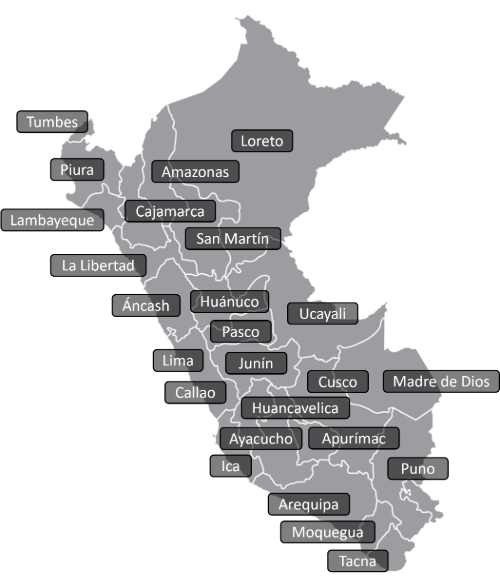 Tumbes
Loreto
Piura
Amazonas
Cajamarca
Lambayeque
San Martín
La Libertad
Áncash
Huánuco
Ucayali
Pasco
Lima
Junín
Cusco
Madre de Dios
Callao
Huancavelica
Ayacucho
Apurímac
Ica
Puno
Arequipa
Moquegua
Tacna